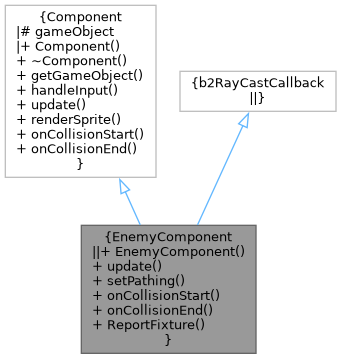 {Component
|# gameObject
|+ Component()
+ ~Component()
+ getGameObject()
+ handleInput()
+ update()
+ renderSprite()
+ onCollisionStart()
+ onCollisionEnd()
}
{b2RayCastCallback
||}
{EnemyComponent
||+ EnemyComponent()
+ update()
+ setPathing()
+ onCollisionStart()
+ onCollisionEnd()
+ ReportFixture()
}